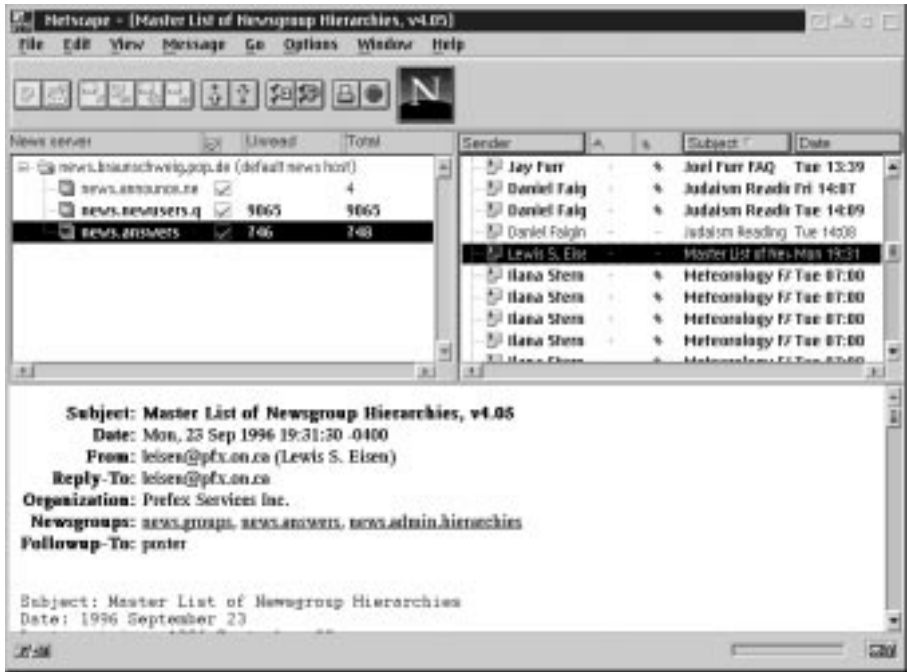 Netscape - [Master List of Newsgroup Hierarchies, v4.05]
File Edit View Message Go Options Window Help
N
News server Unread Total
news.braunschweig.pop.de (default news host)
news.announce.ne 4
news.newusers.q 9065 9065
news.answers 746 748
Sender Subject Date
Jay Furr Joel Furr FAQ Tue 13:39
Daniel Faig Judaism Readi Fri 14:07
Daniel Faig Judaism Readi Tue 14:09
Daniel Faigin Judaism Reading Tue 14:08
Lewis S. Eise Master List of Ne Mon 19:31
Ilana Stern Meteorology F Tue 07:00
Ilana Stern Meteorology F Tue 07:00
Ilana Stern Meteorology F Tue 07:00
Ilana Stern Meteorology F Tue 07:00
Subject: Master List of Newsgroup Hierarchies, v4.05
Date: Mon, 23 Sep 1996 19:31:30 -0400
From: leisen@pfx.on.ca (Lewis S. Eisen)
Reply-To: leisen@pfx.on.ca
Organization: Prefex Services Inc.
Newsgroups: news.groups, news.answers, news.admin.hierarchies
Followup-To: poster
Subject: Master List of Newsgroup Hierarchies
Date: 1996 September 23